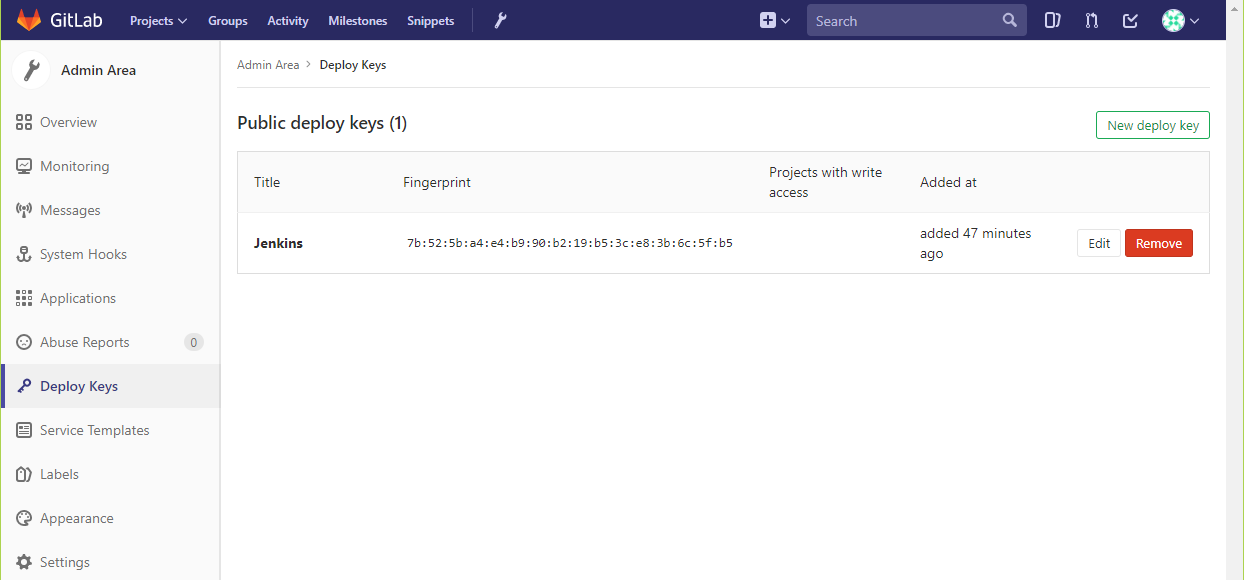 GitLab Projects Groups Activity Milestones Snippets Search
Admin Area
Overview
Monitoring
Messages
System Hooks
Applications
Abuse Reports 0
Deploy Keys
Service Templates
Labels
Appearance
Settings
Admin Area > Deploy Keys
Public deploy keys (1) New deploy key
Title Fingerprint Projects with write access Added at
Jenkins 7b:52:5b:a4:e4:b9:90:b2:19:b5:3c:e8:3b:6c:5f:b5 added 47 minutes ago Edit Remove